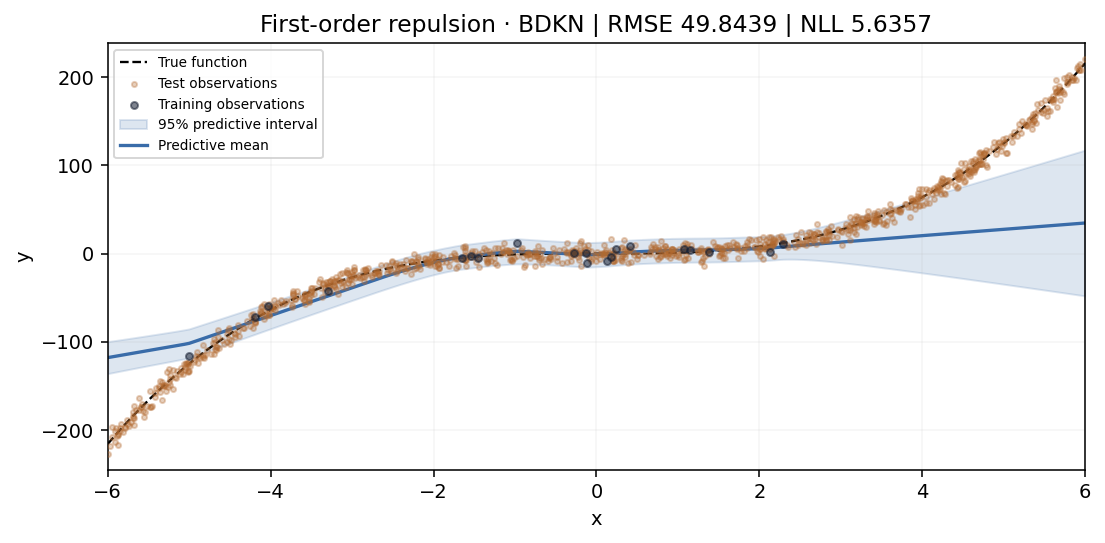 First-order repulsion · BDKN | RMSE 49.8439 | NLL 5.6357
True function
Test observations
Training observations
95% predictive interval
Predictive mean
200
100
0
−100
−200
y
−6 −4 −2 0 2 4 6
x